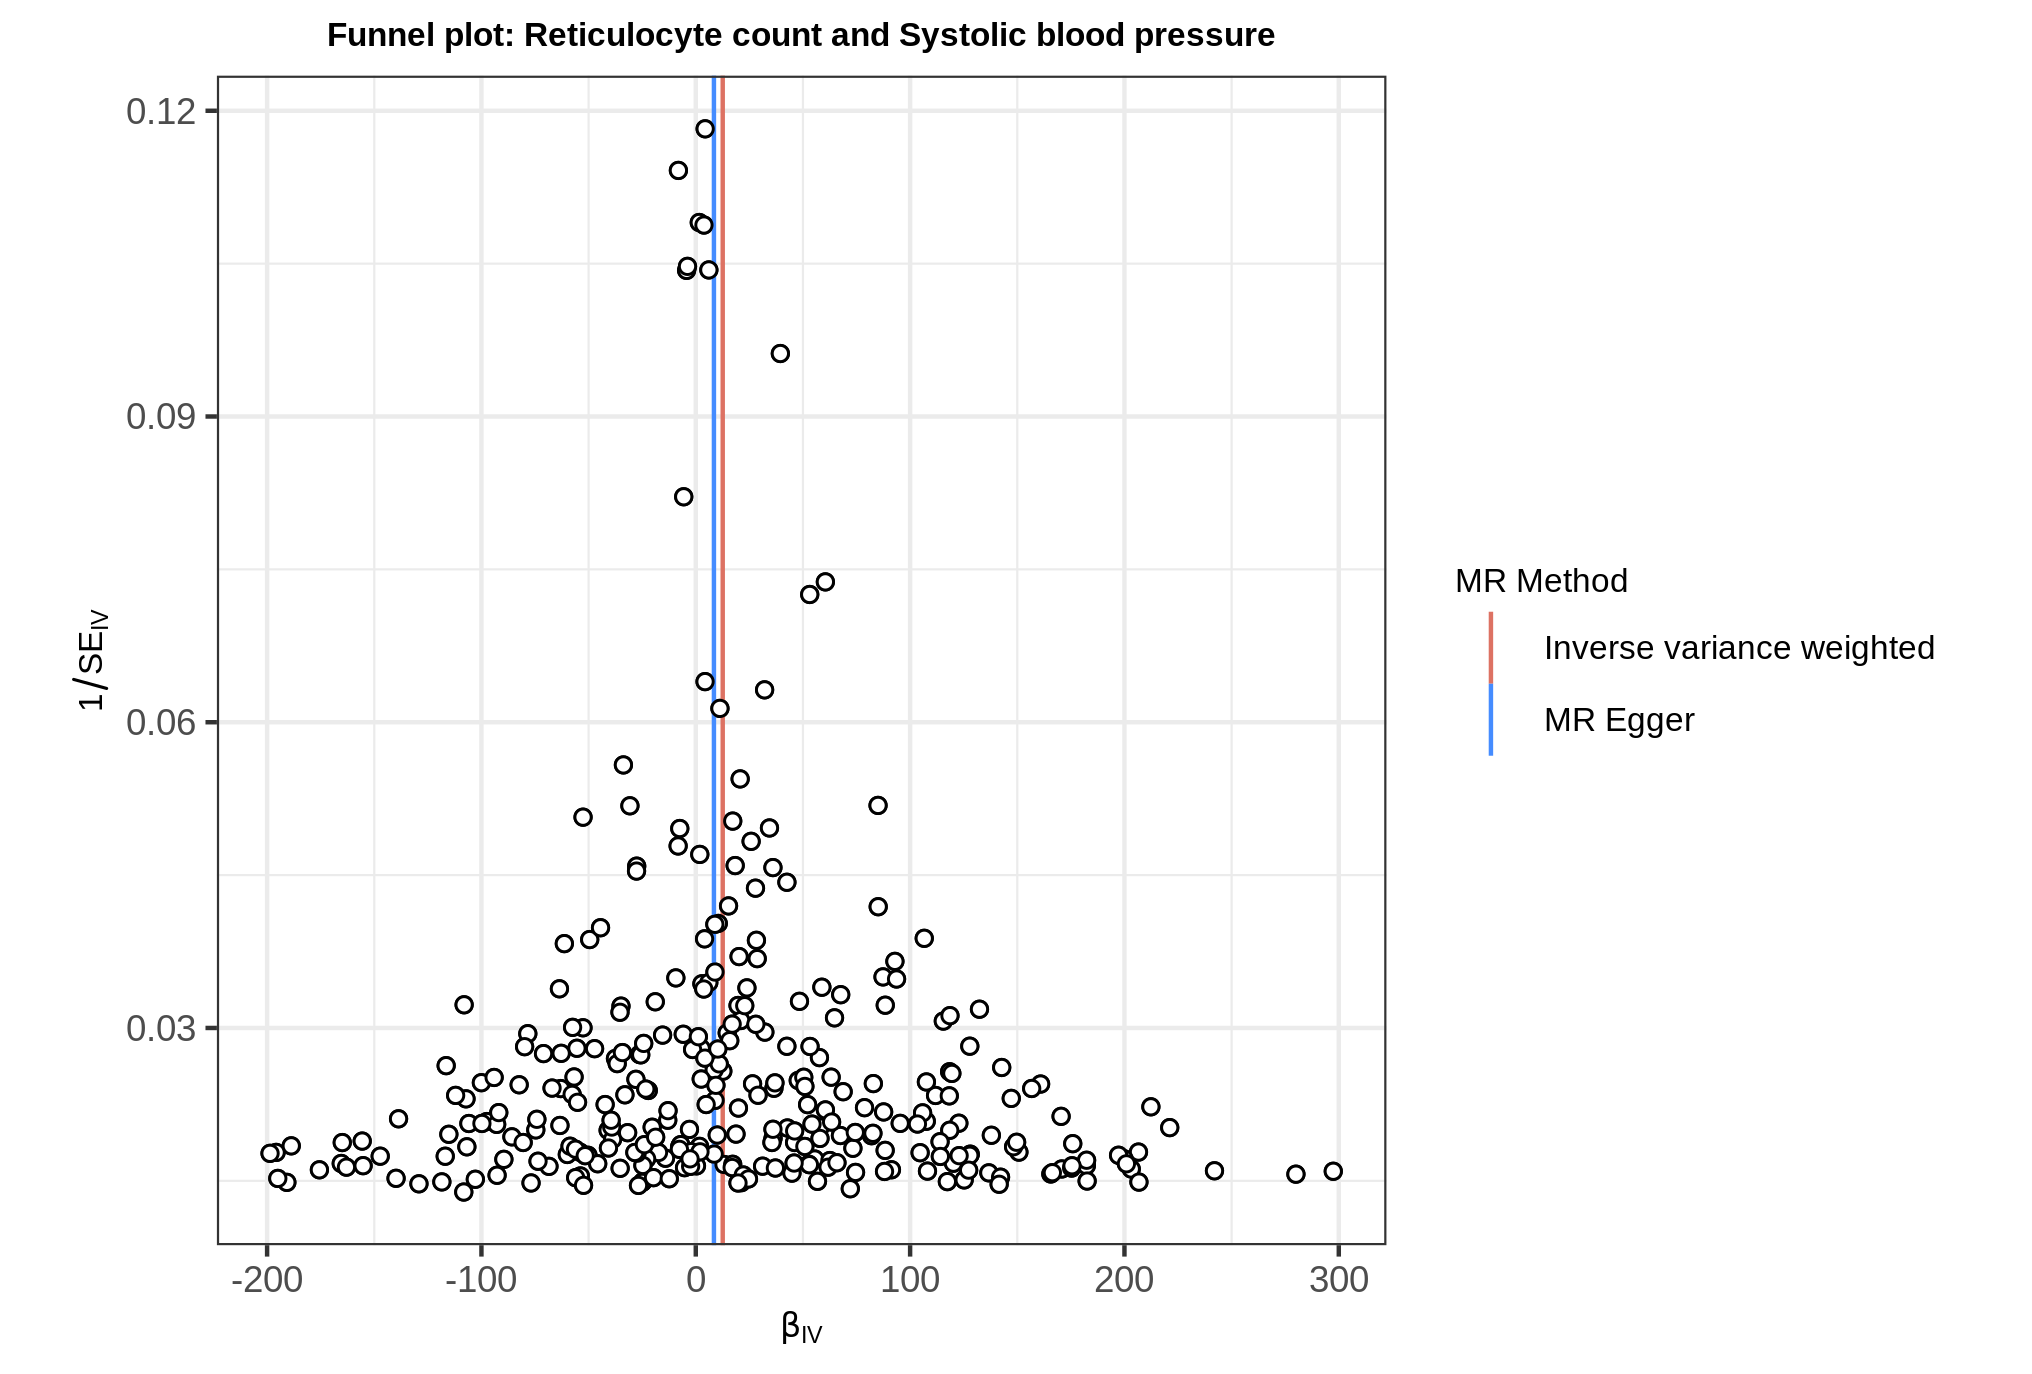 Funnel plot: Reticulocyte count and Systolic blood pressure
0.12
0.09
0.06
0.03
1/SEIV
-200 -100 0 100 200 300
βIV
MR Method
Inverse variance weighted
MR Egger